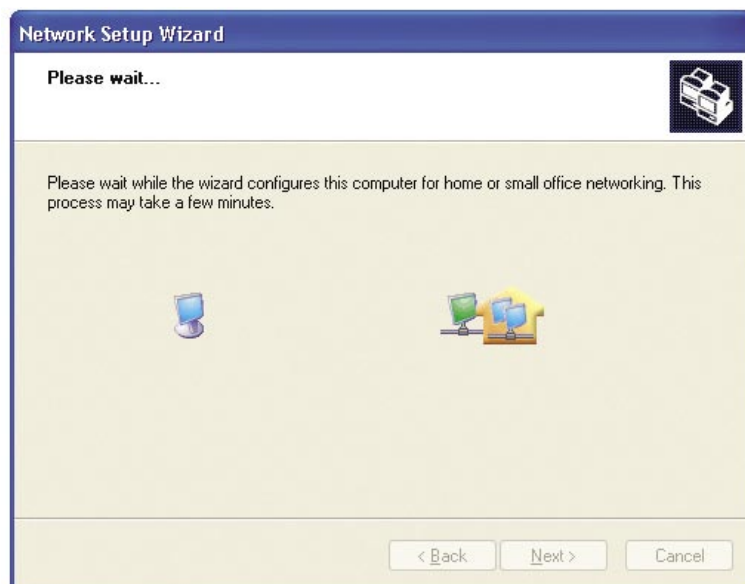 Network Setup Wizard
Please wait...
Please wait while the wizard configures this computer for home or small office networking. This
process may take a few minutes.
< Back
Next >
Cancel